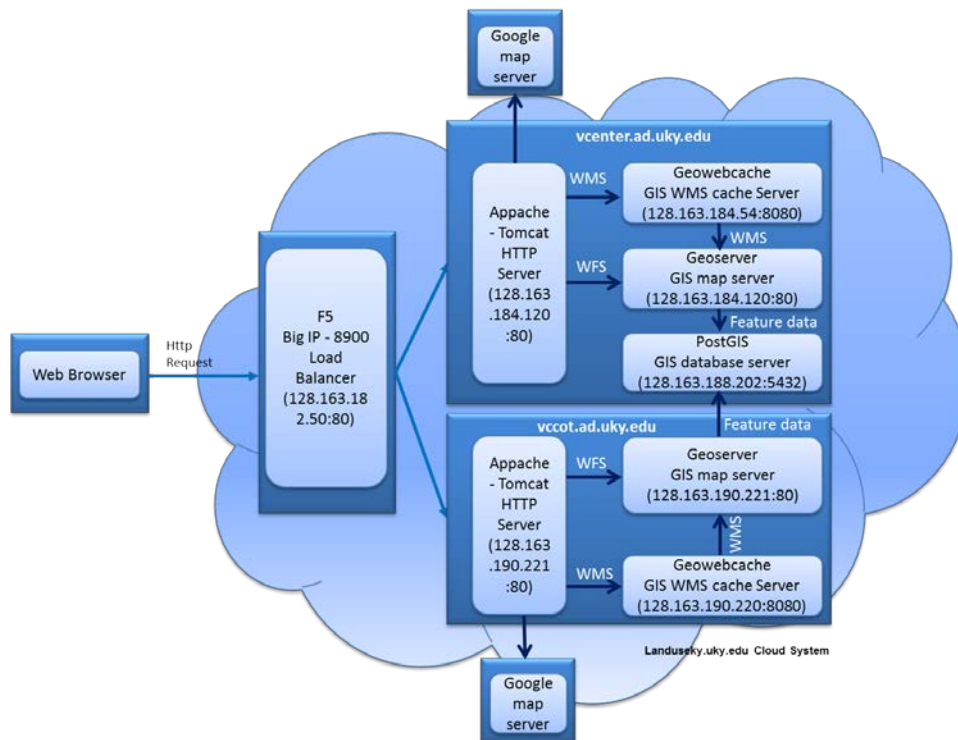 Google
map
server
vcenter.ad.uky.edu
Appache
- Tomcat
HTTP
Server
(128.163
.184.120
:80)
WMS
Geowebcache
GIS WMS cache Server
(128.163.184.54:8080)
WMS
WFS
Geoserver
GIS map server
(128.163.184.120:80)
Feature data
PostGIS
GIS database server
(128.163.188.202:5432)
F5
Big IP - 8900
Load
Balancer
(128.163.18
2.50:80)
Http
Request
Web Browser
vccot.ad.uky.edu
Feature data
Appache
- Tomcat
HTTP
Server
(128.163
.190.221
:80)
WFS
Geoserver
GIS map server
(128.163.190.221:80)
WMS
WMS
Geowebcache
GIS WMS cache Server
(128.163.190.220:8080)
Landuseky.uky.edu Cloud System
Google
map
server